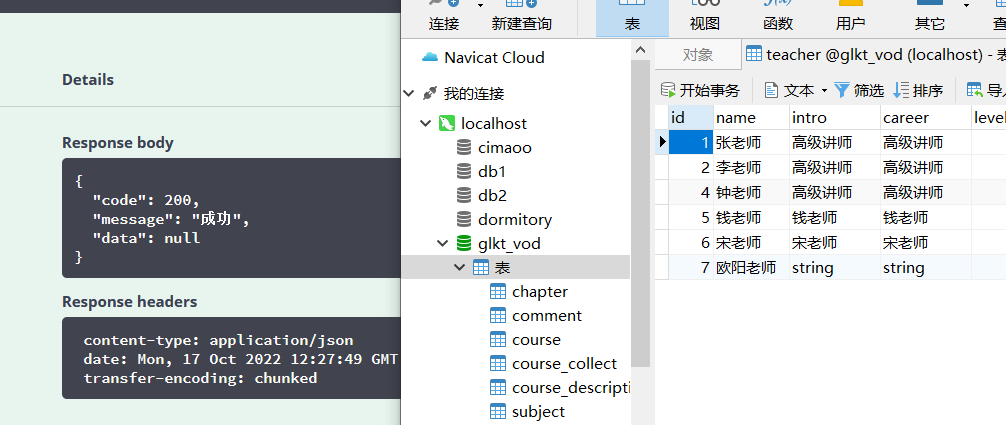 Details
Response body
{
"code": 200,
"message": "成功",
"data": null
}
Response headers
content-type: application/json
date: Mon, 17 Oct 2022 12:27:49 GMT
transfer-encoding: chunked
连接
新建查询
表
视图
函数
用户
其它
查
Navicat Cloud
我的连接
localhost
cimaoo
db1
db2
dormitory
glkt_vod
表
chapter
comment
course
course_collect
course_descripti
subject
对象
teacher @glkt_vod (localhost) - 表
开始事务 文本 筛选 排序 导入
id name intro career level
1 张老师 高级讲师 高级讲师
2 李老师 高级讲师 高级讲师
4 钟老师 高级讲师 高级讲师
5 钱老师 钱老师 钱老师
6 宋老师 宋老师 宋老师
7 欧阳老师 string string